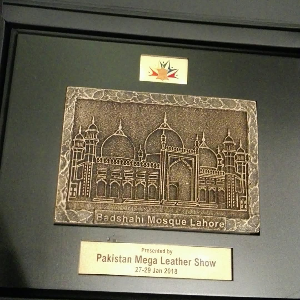 Badshahi Mosque Lahore
Presented by
Pakistan Mega Leather Show
27-29 Jan 2018